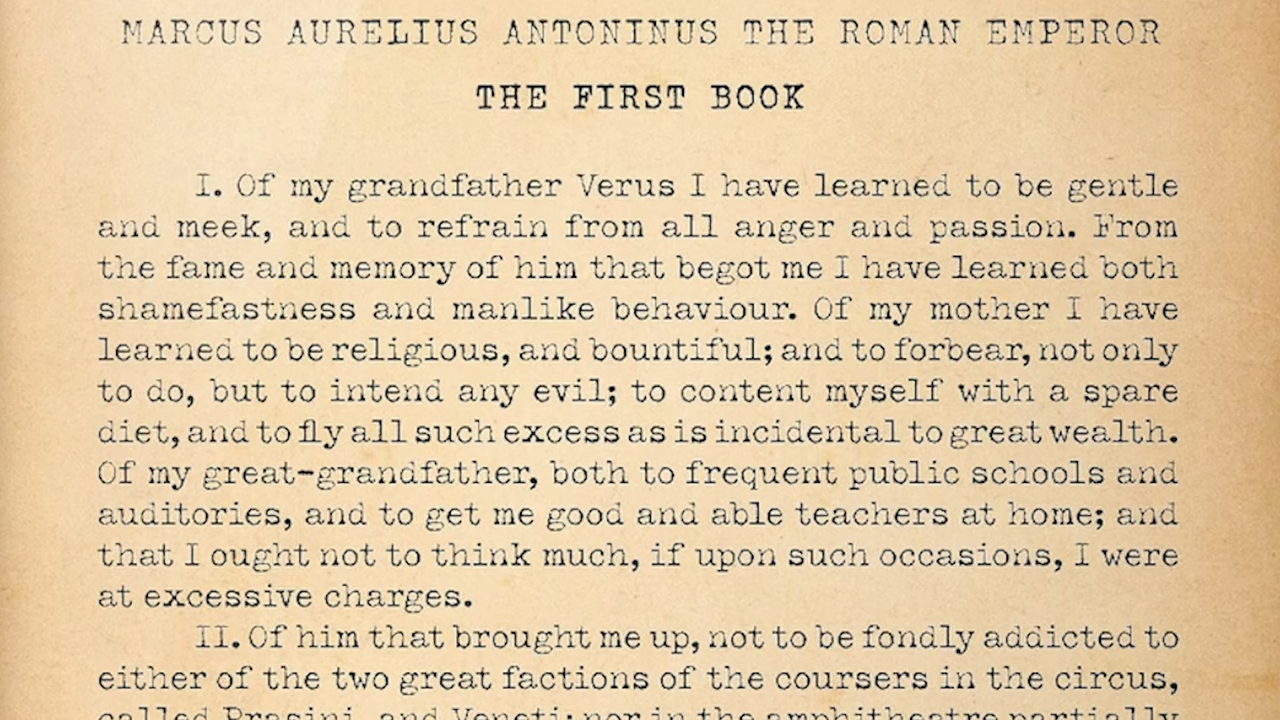 MARCUS AURELIUS ANTONINUS THE ROMAN EMPEROR
THE FIRST BOOK
I. Of my grandfather Verus I have learned to be gentle
and meek, and to refrain from all anger and passion. From
the fame and memory of him that begot me I have learned both
shamefastness and manlike behaviour. Of my mother I have
learned to be religious, and bountiful; and to forbear, not only
to do, but to intend any evil; to content myself with a spare
diet, and to fly all such excess as is incidental to great wealth.
Of my great-grandfather, both to frequent public schools and
auditories, and to get me good and able teachers at home; and
that I ought not to think much, if upon such occasions, I were
at excessive charges.
II. Of him that brought me up, not to be fondly addicted to
either of the two great factions of the coursers in the circus,
called Prasini, and Veneti: nor in the amphitheatre partially